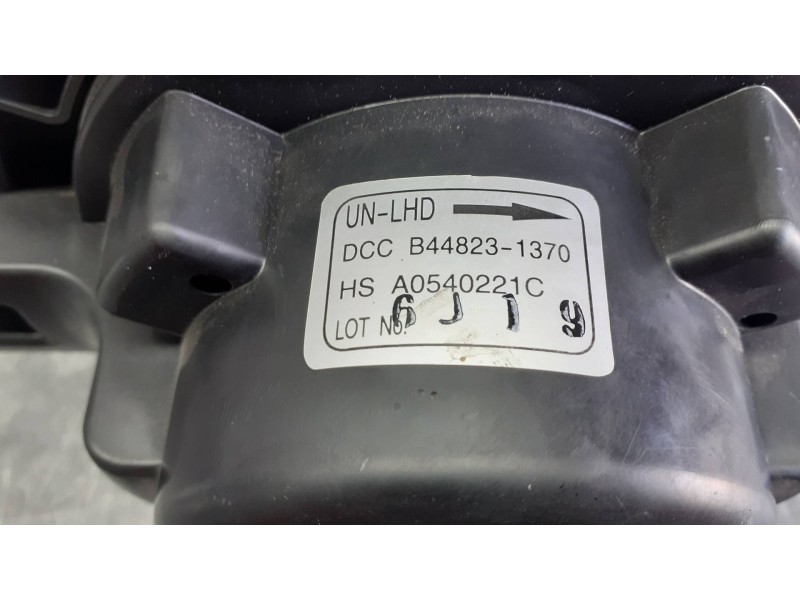 UN-LHD
DCC B44823-1370
HS A0540221C
LOT No. 6J19